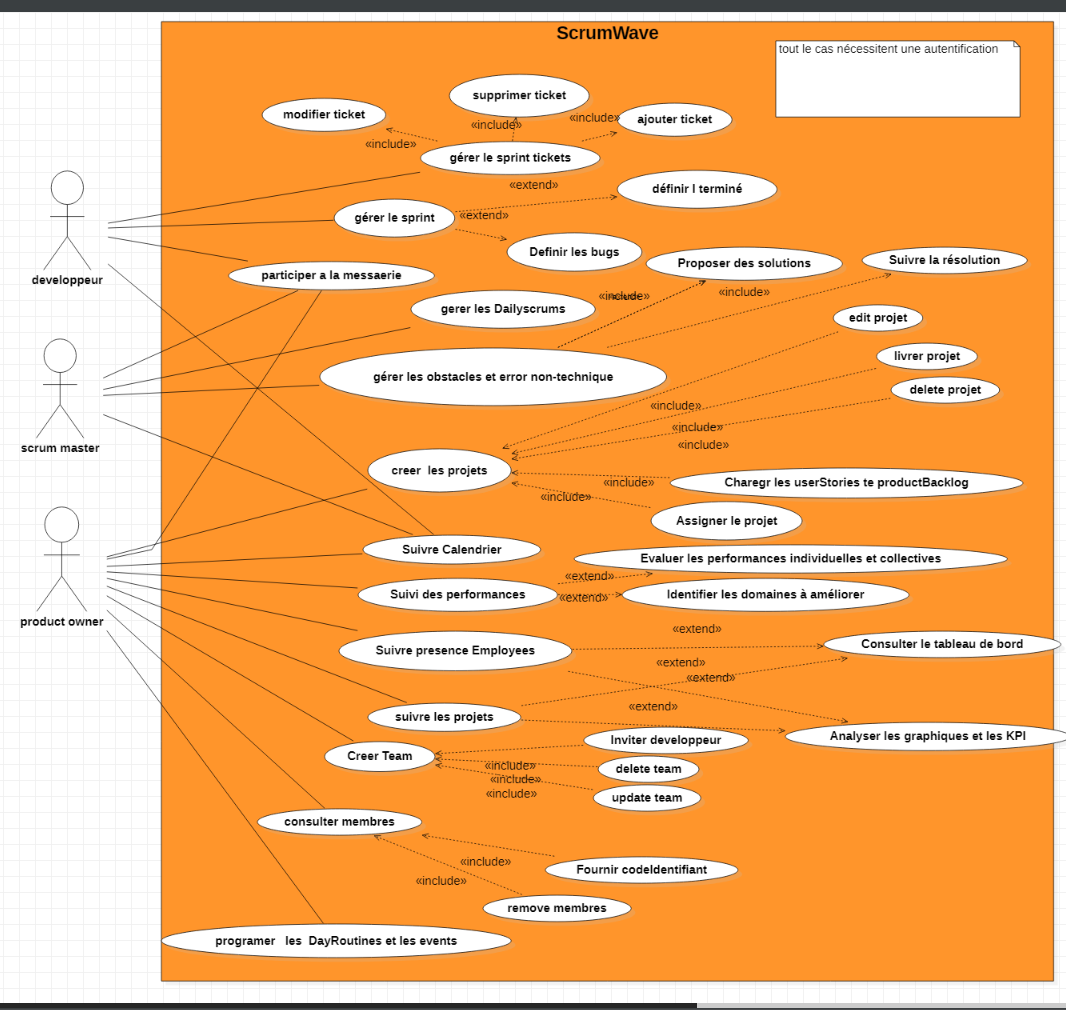 ScrumWave
tout le cas nécessitent une autentification
supprimer ticket
modifier ticket
«include»
«include»
ajouter ticket
«include»
gérer le sprint tickets
«extend»
définir l terminé
gérer le sprint
«extend»
Definir les bugs
developpeur
participer a la messaerie
Proposer des solutions
Suivre la résolution
«include»
«include»
«include»
gerer les Dailyscrums
edit projet
livrer projet
gérer les obstacles et error non-technique
delete projet
«include»
«include»
«include»
scrum master
creer les projets
«include»
Charegr les userStories te productBacklog
«include»
Assigner le projet
product owner
Suivre Calendrier
Evaluer les performances individuelles et collectives
«extend»
Suivi des performances
«extend»
Identifier les domaines à améliorer
«extend»
Suivre presence Employees
Consulter le tableau de bord
«extend»
«extend»
«extend»
suivre les projets
Analyser les graphiques et les KPI
Inviter developpeur
Creer Team
«include»
delete team
«include»
«include»
update team
consulter membres
«include»
Fournir codeIdentifiant
«include»
remove membres
programer les DayRoutines et les events